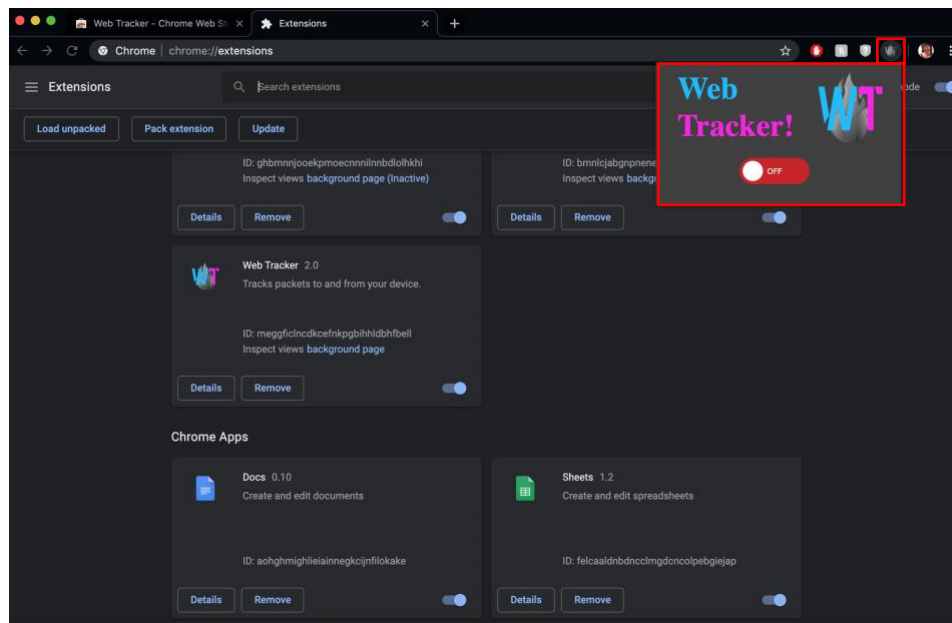 Web Tracker - Chrome Web St
Extensions
Chrome | chrome://extensions
Extensions
Search extensions
ode
Web
Tracker!
WT
OFF
Load unpacked
Pack extension
Update
ID: ghbmnnjooekpmoecnnnilnnbdlolhkhi
Inspect views background page (Inactive)
Details
Remove
ID: bmnlcjabgnpnene
Inspect views backgr
Details
Remove
WT
Web Tracker 2.0
Tracks packets to and from your device.
ID: meggficlncdkcefnkpgbihhldbhfbell
Inspect views background page
Details
Remove
Chrome Apps
Docs 0.10
Create and edit documents
ID: aohghmighlieiainnegkcijnfilokake
Details
Remove
Sheets 1.2
Create and edit spreadsheets
ID: felcaaldnbdncclmgdcncolpebgiejap
Details
Remove